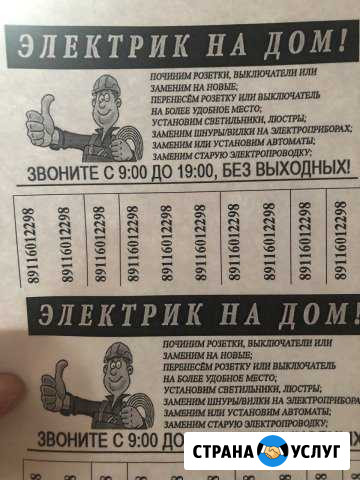 ЭЛЕКТРИК НА ДОМ!
ПОЧИНИМ РОЗЕТКИ, ВЫКЛЮЧАТЕЛИ ИЛИ
ЗАМЕНИМ НА НОВЫЕ;
ПЕРЕНЕСЁМ РОЗЕТКУ ИЛИ ВЫКЛЮЧАТЕЛЬ
НА БОЛЕЕ УДОБНОЕ МЕСТО;
УСТАНОВИМ СВЕТИЛЬНИКИ, ЛЮСТРЫ;
ЗАМЕНИМ ШНУРЫ/ВИЛКИ НА ЭЛЕКТРОПРИБОРАХ;
ЗАМЕНИМ ИЛИ УСТАНОВИМ АВТОМАТЫ;
ЗАМЕНИМ СТАРУЮ ЭЛЕКТРОПРОВОДКУ;
ЗВОНИТЕ С 9:00 ДО 19:00, БЕЗ ВЫХОДНЫХ!
89116012298
89116012298
89116012298
89116012298
89116012298
89116012298
89116012298
89116012298
89116012298
ЭЛЕКТРИК НА ДОМ!
ПОЧИНИМ РОЗЕТКИ, ВЫКЛЮЧАТЕЛИ ИЛИ
ЗАМЕНИМ НА НОВЫЕ;
ПЕРЕНЕСЁМ РОЗЕТКУ ИЛИ ВЫКЛЮЧАТЕЛЬ
НА БОЛЕЕ УДОБНОЕ МЕСТО;
УСТАНОВИМ СВЕТИЛЬНИКИ, ЛЮСТРЫ;
ЗАМЕНИМ ШНУРЫ/ВИЛКИ НА ЭЛЕКТРОПРИБОРА
ЗАМЕНИМ ИЛИ УСТАНОВИМ АВТОМАТЫ;
ЗАМЕНИМ СТАРУЮ ЭЛЕКТРОПРОВОДКУ;
ЗВОНИТЕ С 9:00 ДО
СТРАНА УСЛУГ